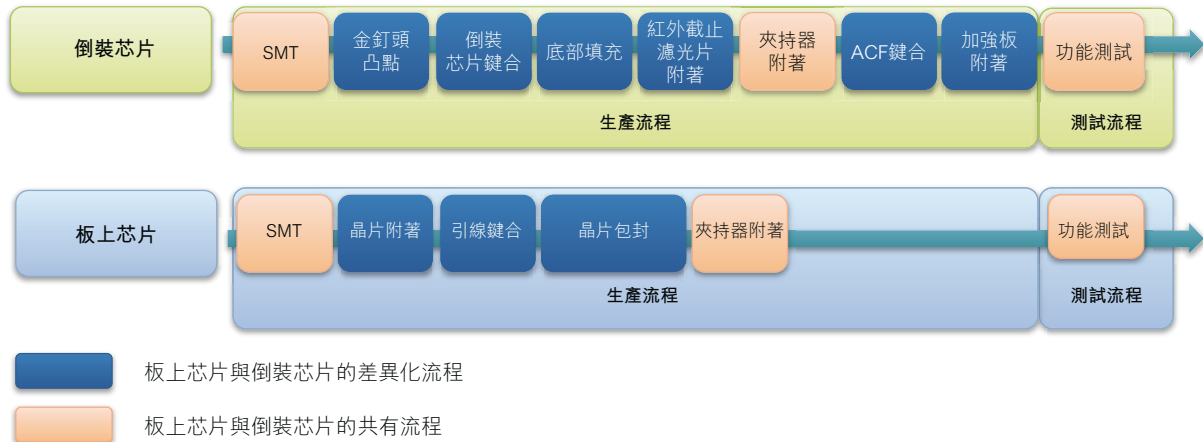 倒裝芯片
SMT
金釘頭
凸點
倒裝
芯片鍵合
底部填充
紅外截止
濾光片
附著
夾持器
附著
ACF鍵合
加強板
附著
功能測試
生產流程
測試流程
板上芯片
SMT
晶片附著
引線鍵合
晶片包封
夾持器附著
功能測試
生產流程
測試流程
板上芯片與倒裝芯片的差異化流程
板上芯片與倒裝芯片的共有流程